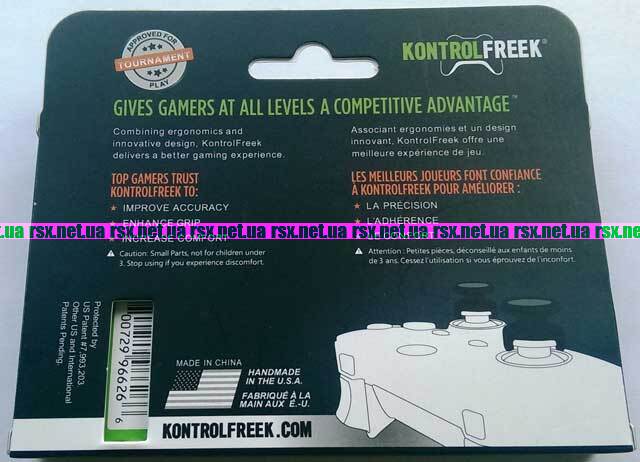 APPROVED FOR
TOURNAMENT
PLAY
KONTROLFREEK®
GIVES GAMERS AT ALL LEVELS A COMPETITIVE ADVANTAGE™
Combining ergonomics and
innovative design, KontrolFreek
delivers a better gaming experience.
TOP GAMERS TRUST
KONTROLFREEK TO:
★ IMPROVE ACCURACY
★ ENHANCE GRIP
★ INCREASE COMFORT
⚠ Caution: Small Parts, not for children under
3. Stop using if you experience discomfort.
Associant ergonomies et un design
innovant, KontrolFreek offre une
meilleure expérience de jeu.
LES MEILLEURS JOUEURS FONT CONFIANCE
À KONTROLFREEK POUR AMÉLIORER :
★ LA PRÉCISION
★ L'ADHÉRENCE
⚠ Attention : Petites pièces, déconseillé aux enfants de moins
de 3 ans. Cessez l'utilisation si vous éprouvez de l'inconfort.
.ua rsx.net.ua rsx.net.ua rsx.net.ua rsx.net.ua rsx.net.ua rsx.net.ua rsx.net.ua rsx.net
Protected by
US Patent #7,993,203.
Other US and International
Patents Pending.
00729 96626 6
MADE IN CHINA
HANDMADE
IN THE U.S.A.
FABRIQUÉ À LA
MAIN AUX É.-U.
KONTROLFREEK.COM